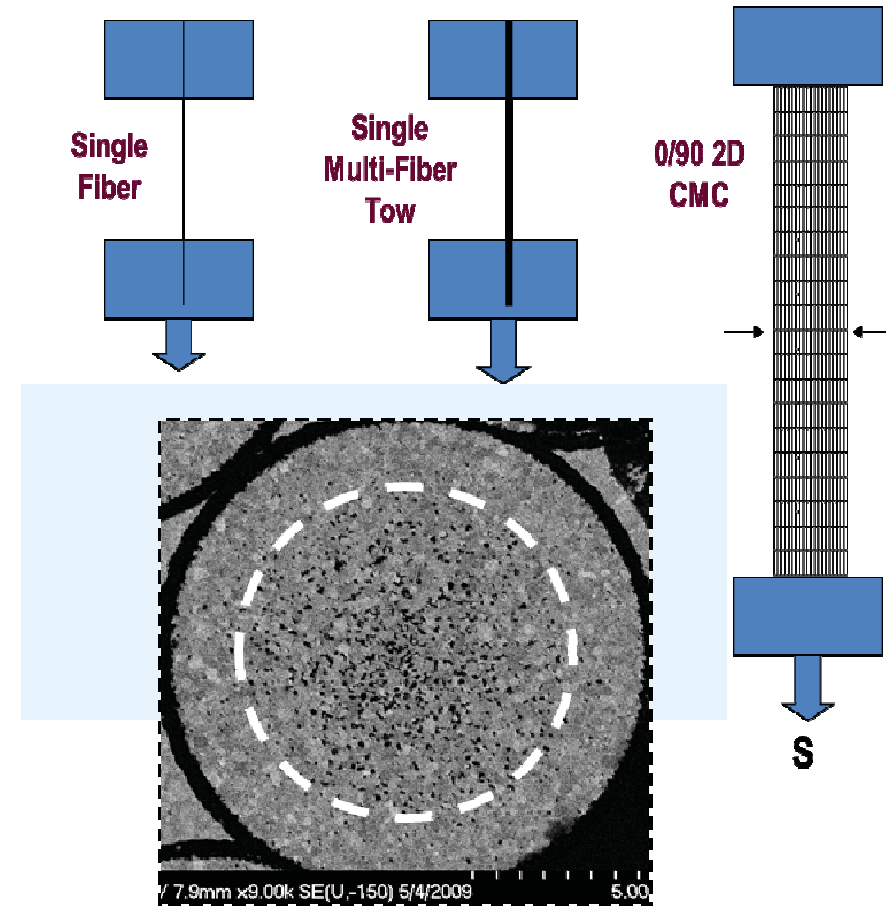 Single
Fiber
Single
Multi-Fiber
Tow
0/90 2D
CMC
S
/ 7.9mm x9.00k SE(U,-150) 5/4/2009 5.00